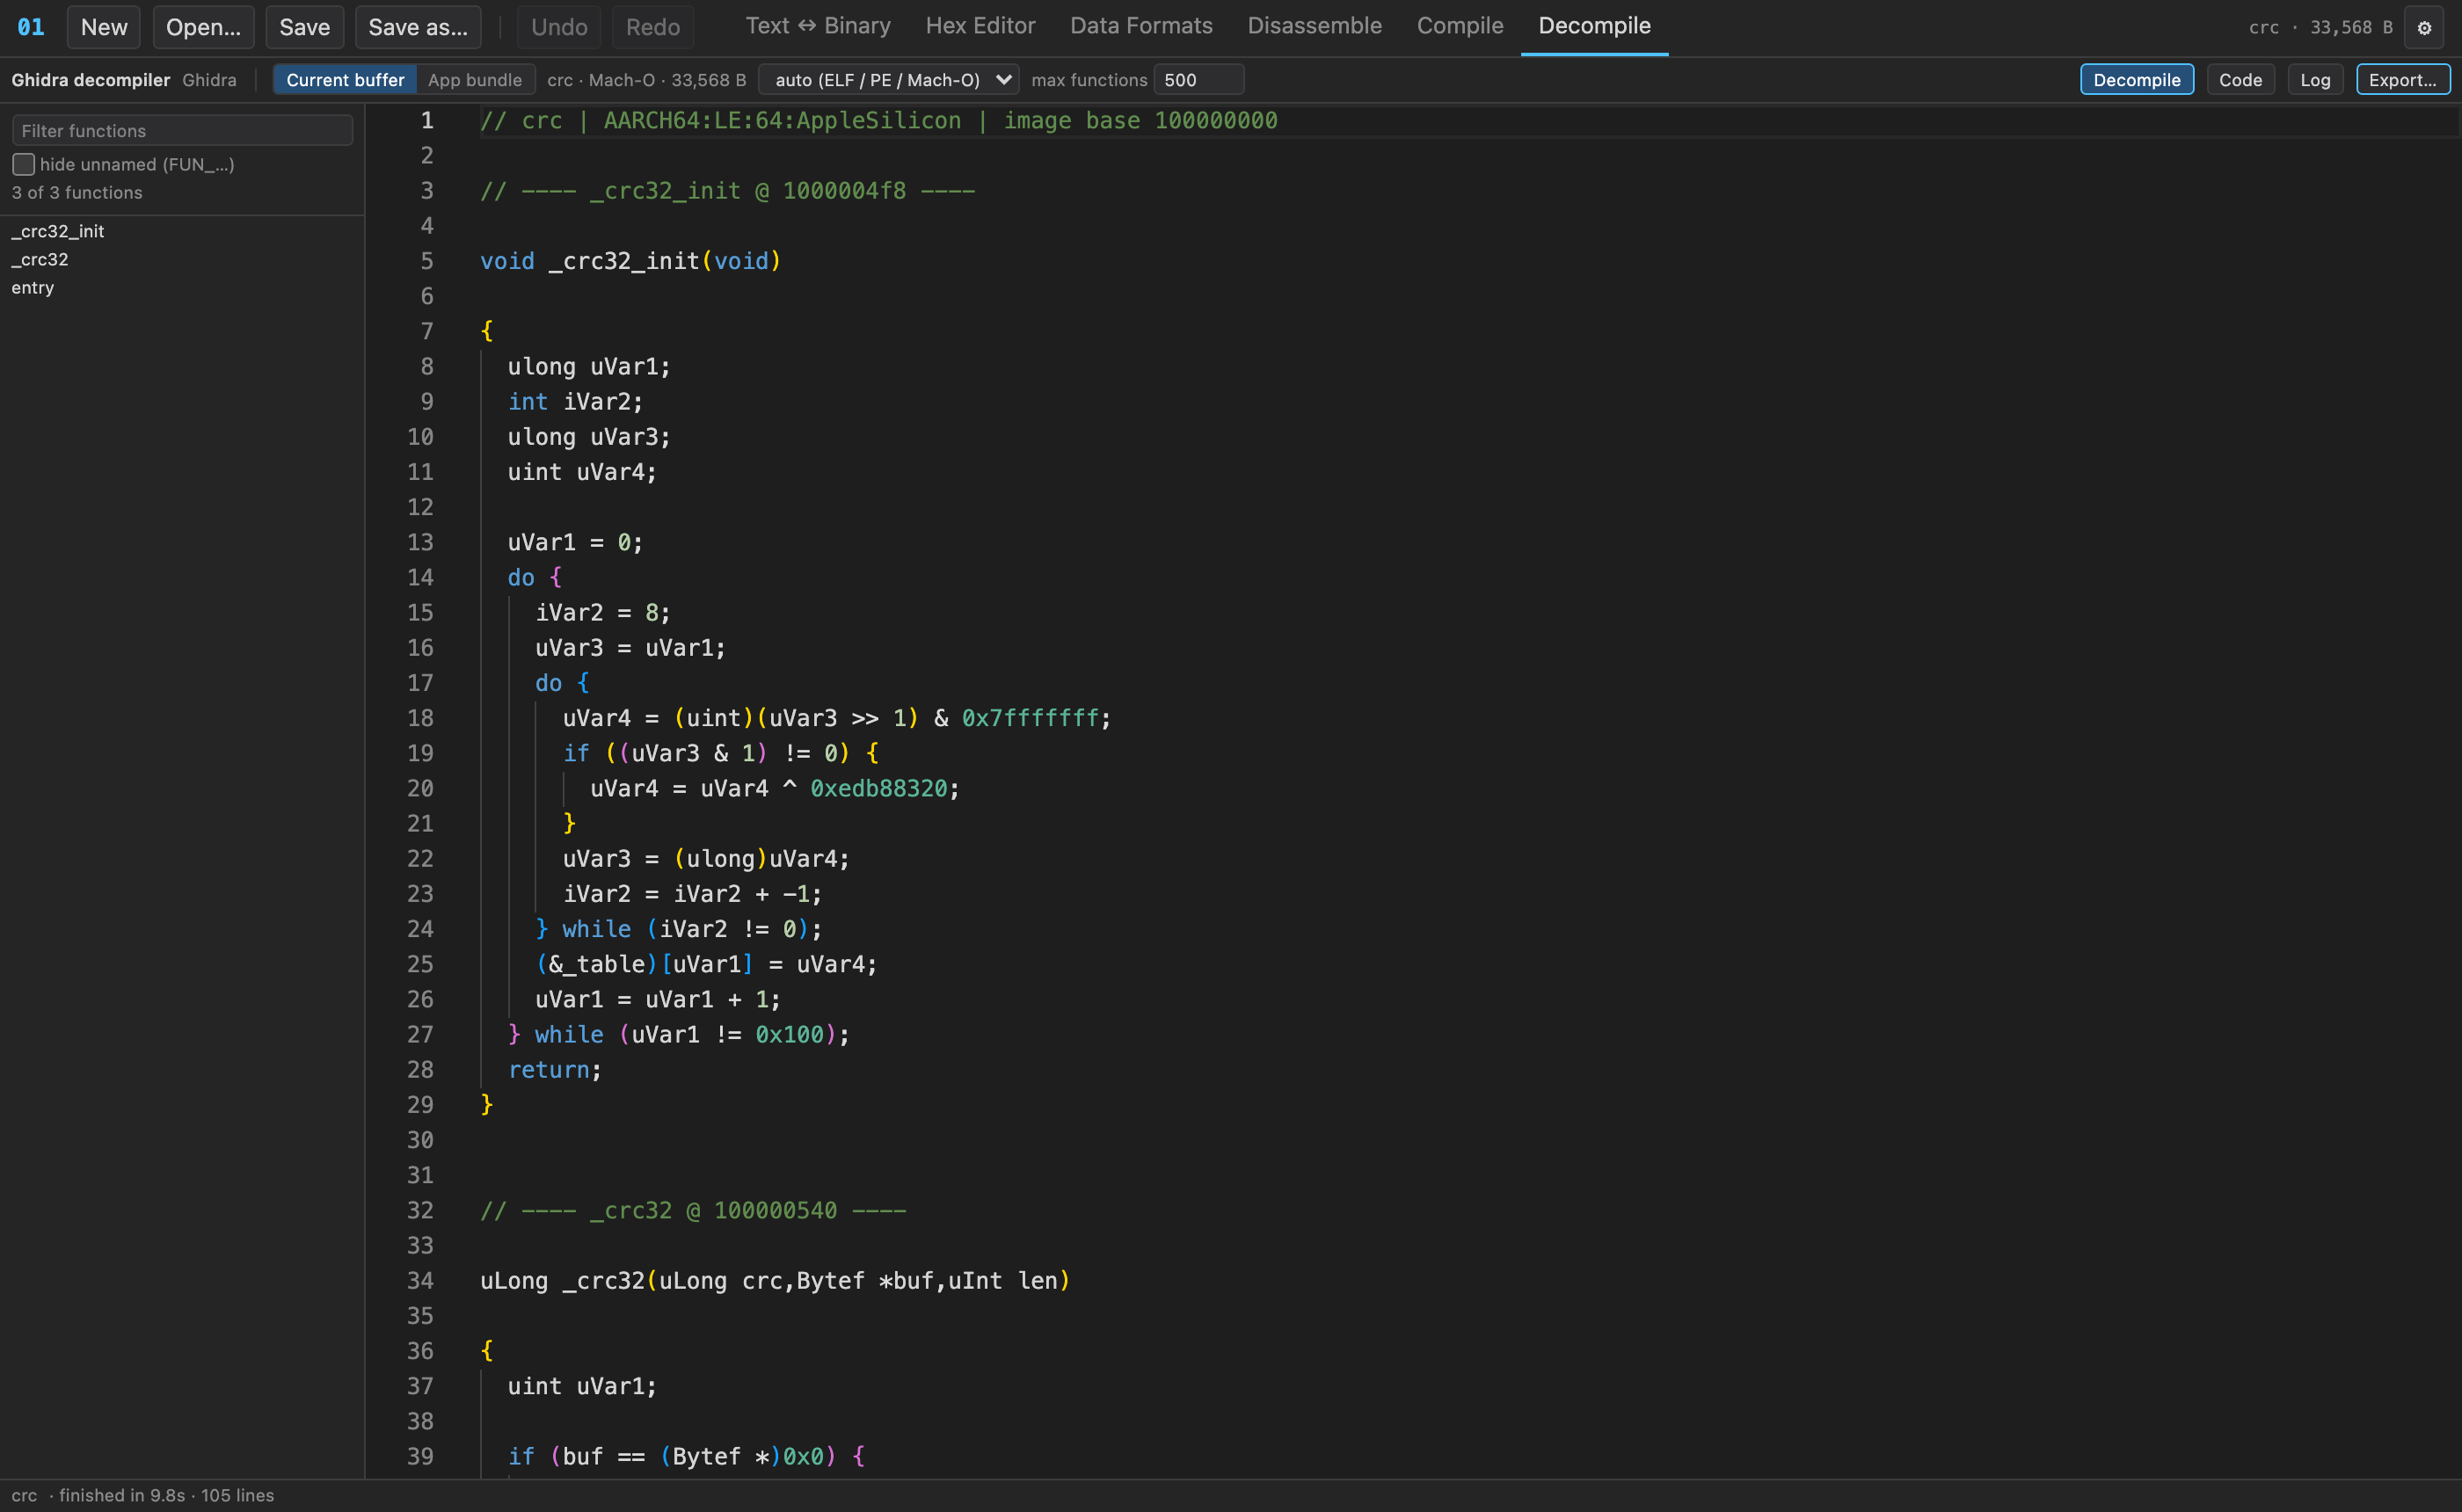 01 New Open... Save Save as... Undo Redo Text ↔ Binary Hex Editor Data Formats Disassemble Compile Decompile crc · 33,568 B
Ghidra decompiler Ghidra Current buffer App bundle crc · Mach-O · 33,568 B auto (ELF / PE / Mach-O) max functions 500 Decompile Code Log Export...
Filter functions
hide unnamed (FUN_...)
3 of 3 functions
_crc32_init
_crc32
entry
1 // crc | AARCH64:LE:64:AppleSilicon | image base 100000000
2
3 // ---- _crc32_init @ 1000004f8 ----
4
5 void _crc32_init(void)
6
7 {
8   ulong uVar1;
9   int iVar2;
10   ulong uVar3;
11   uint uVar4;
12
13   uVar1 = 0;
14   do {
15     iVar2 = 8;
16     uVar3 = uVar1;
17     do {
18       uVar4 = (uint)(uVar3 >> 1) & 0x7fffffff;
19       if ((uVar3 & 1) != 0) {
20         uVar4 = uVar4 ^ 0xedb88320;
21       }
22       uVar3 = (ulong)uVar4;
23       iVar2 = iVar2 + -1;
24     } while (iVar2 != 0);
25     (&_table)[uVar1] = uVar4;
26     uVar1 = uVar1 + 1;
27   } while (uVar1 != 0x100);
28   return;
29 }
30
31
32 // ---- _crc32 @ 100000540 ----
33
34 uLong _crc32(uLong crc,Bytef *buf,uInt len)
35
36 {
37   uint uVar1;
38
39   if (buf == (Bytef *)0x0) {
crc · finished in 9.8s · 105 lines